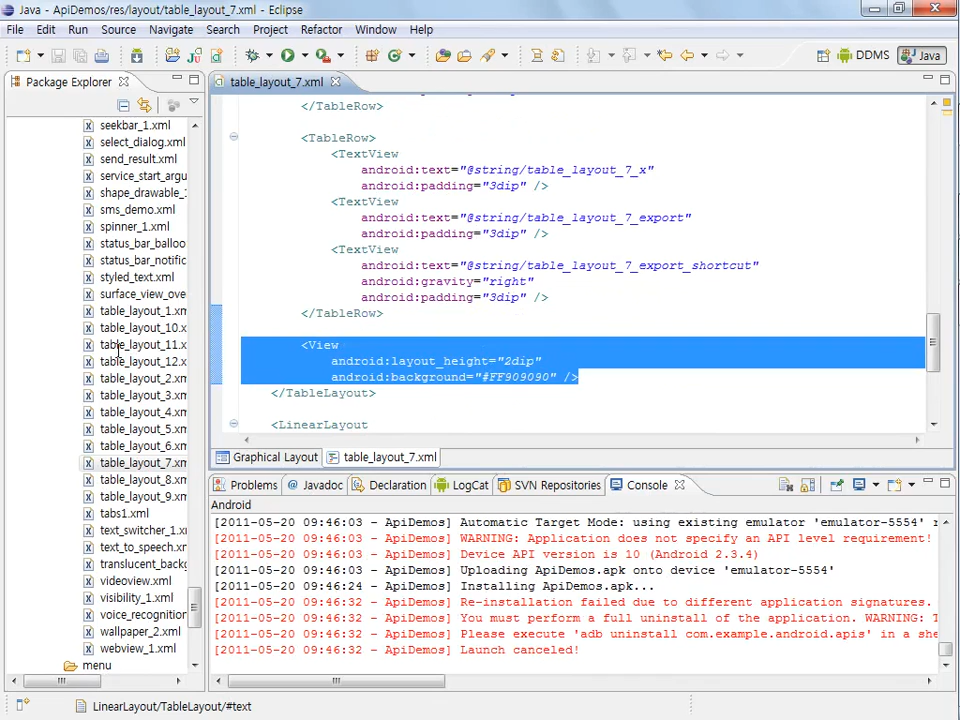 Java - ApiDemos/res/layout/table_layout_7.xml - Eclipse
File Edit Run Source Navigate Search Project Refactor Window Help
DDMS Java
Package Explorer
table_layout_7.xml
seekbar_1.xml
select_dialog.xml
send_result.xml
service_start_argu
shape_drawable_1
sms_demo.xml
spinner_1.xml
status_bar_balloo
status_bar_notific
styled_text.xml
surface_view_ove
table_layout_1.xm
table_layout_10.x
table_layout_11.x
table_layout_12.x
table_layout_2.xm
table_layout_3.xm
table_layout_4.xm
table_layout_5.xm
table_layout_6.xm
table_layout_7.xm
table_layout_8.xm
table_layout_9.xm
tabs1.xml
text_switcher_1.xm
text_to_speech.xm
translucent_backg
videoview.xml
visibility_1.xml
voice_recognition
wallpaper_2.xml
webview_1.xml
menu
</TableRow>
<TableRow>
<TextView
android:text="@string/table_layout_7_x"
android:padding="3dip" />
<TextView
android:text="@string/table_layout_7_export"
android:padding="3dip" />
<TextView
android:text="@string/table_layout_7_export_shortcut"
android:gravity="right"
android:padding="3dip" />
</TableRow>
<View
android:layout_height="2dip"
android:background="#FF909090" />
</TableLayout>
<LinearLayout
Graphical Layout table_layout_7.xml
Problems Javadoc Declaration LogCat SVN Repositories Console
Android
[2011-05-20 09:46:03 - ApiDemos] Automatic Target Mode: using existing emulator 'emulator-5554' r
[2011-05-20 09:46:03 - ApiDemos] WARNING: Application does not specify an API level requirement!
[2011-05-20 09:46:03 - ApiDemos] Device API version is 10 (Android 2.3.4)
[2011-05-20 09:46:03 - ApiDemos] Uploading ApiDemos.apk onto device 'emulator-5554'
[2011-05-20 09:46:24 - ApiDemos] Installing ApiDemos.apk...
[2011-05-20 09:46:32 - ApiDemos] Re-installation failed due to different application signatures.
[2011-05-20 09:46:32 - ApiDemos] You must perform a full uninstall of the application. WARNING: T
[2011-05-20 09:46:32 - ApiDemos] Please execute 'adb uninstall com.example.android.apis' in a she
[2011-05-20 09:46:32 - ApiDemos] Launch canceled!
LinearLayout/TableLayout/#text